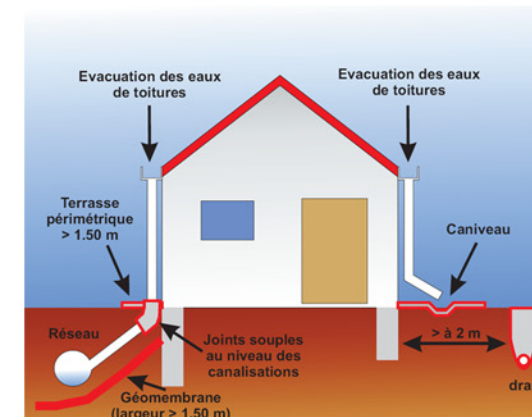 Evacuation des eaux
de toitures
Evacuation des eaux
de toitures
Terrasse
périmétrique
> 1.50 m
Caniveau
Réseau
Joints souples
au niveau des
canalisations
> à 2 m
Géomembrane
(largeur > 1.50 m)